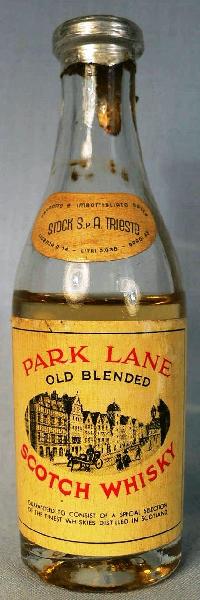 STOCK S.P.A. TRIESTE
PARK LANE
OLD BLENDED
SCOTCH WHISKY
GUARANTEED TO CONSIST OF A SPECIAL SELECTION
OF THE FINEST WHISKIES DISTILLED IN SCOTLAND